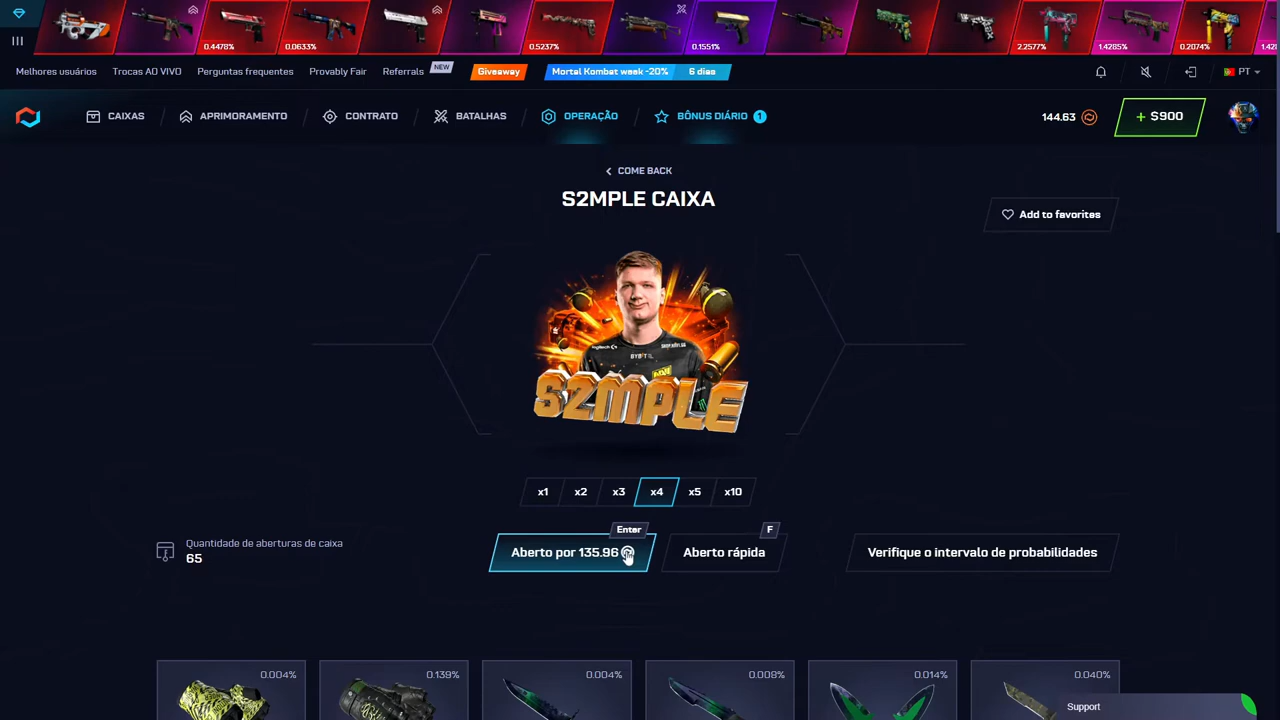 0.4478%
0.0633%
0.5237%
0.1551%
2.2577%
1.4285%
0.2074%
1.42
Melhores usuários
Trocas AO VIVO
Perguntas frequentes
Provably Fair
Referrals
NEW
Giveaway
Mortal Kombat week -20%
6 dias
PT
CAIXAS
APRIMORAMENTO
CONTRATO
BATALHAS
OPERAÇÃO
BÔNUS DIÁRIO
1
144.63
+ S900
COME BACK
S2MPLE CAIXA
Add to favorites
BYBIT
S2MPLE
x1
x2
x3
x4
x5
x10
Quantidade de aberturas de caixa
65
Enter
F
Aberto por 135.96
Aberto rápida
Verifique o intervalo de probabilidades
0.004%
0.139%
0.004%
0.008%
0.014%
0.040%
Support